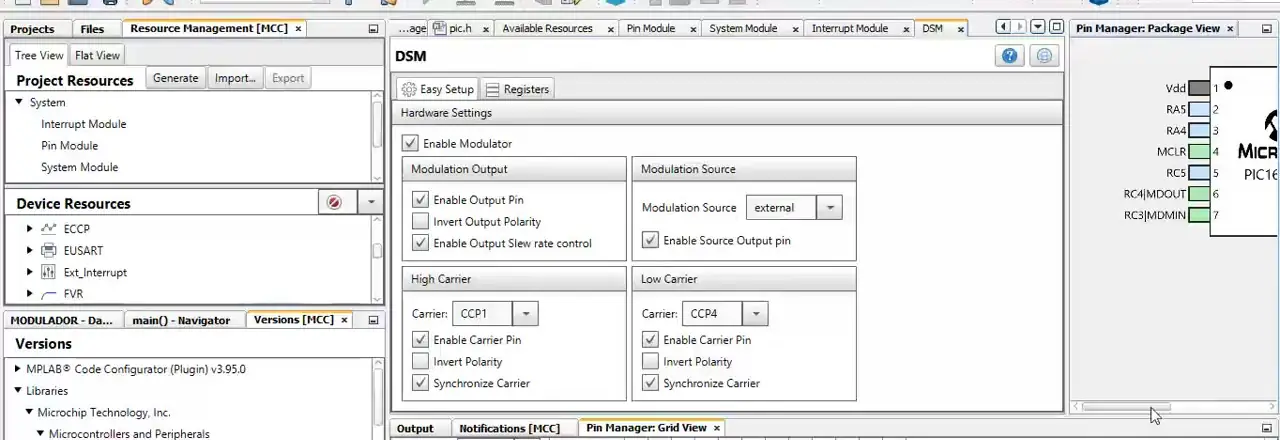 Projects
Files
Resource Management [MCC] ×
...age
pic.h ×
Available Resources ×
Pin Module ×
System Module ×
Interrupt Module ×
DSM ×
Pin Manager: Package View ×
Tree View
Flat View
Project Resources
Generate
Import...
Export
System
Interrupt Module
Pin Module
System Module
Device Resources
ECCP
EUSART
Ext_Interrupt
FVR
MODULADOR - Da...
main() - Navigator
Versions [MCC] ×
Versions
MPLAB® Code Configurator (Plugin) v3.95.0
Libraries
Microchip Technology, Inc.
Microcontrollers and Peripherals
DSM
Easy Setup
Registers
Hardware Settings
Enable Modulator
Modulation Output
Enable Output Pin
Invert Output Polarity
Enable Output Slew rate control
Modulation Source
Modulation Source external
Enable Source Output pin
High Carrier
Carrier: CCP1
Enable Carrier Pin
Invert Polarity
Synchronize Carrier
Low Carrier
Carrier: CCP4
Enable Carrier Pin
Invert Polarity
Synchronize Carrier
Output
Notifications [MCC]
Pin Manager: Grid View ×
Vdd 1
RA5 2
RA4 3
MCLR 4
RC5 5
RC4|MDOUT 6
RC3|MDMIN 7
PIC16